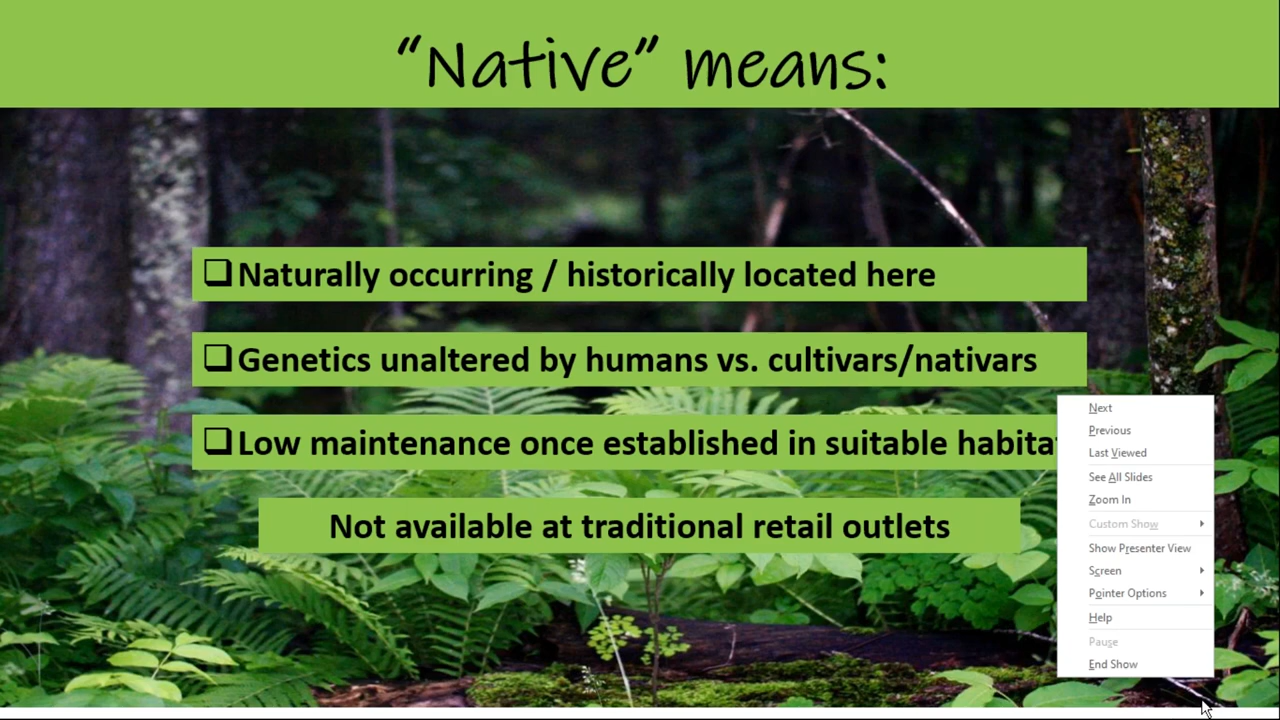 “Native” means:
❑Naturally occurring / historically located here
❑Genetics unaltered by humans vs. cultivars/nativars
❑Low maintenance once established in suitable habita
Not available at traditional retail outlets
Next
Previous
Last Viewed
See All Slides
Zoom In
Custom Show
Show Presenter View
Screen
Pointer Options
Help
Pause
End Show